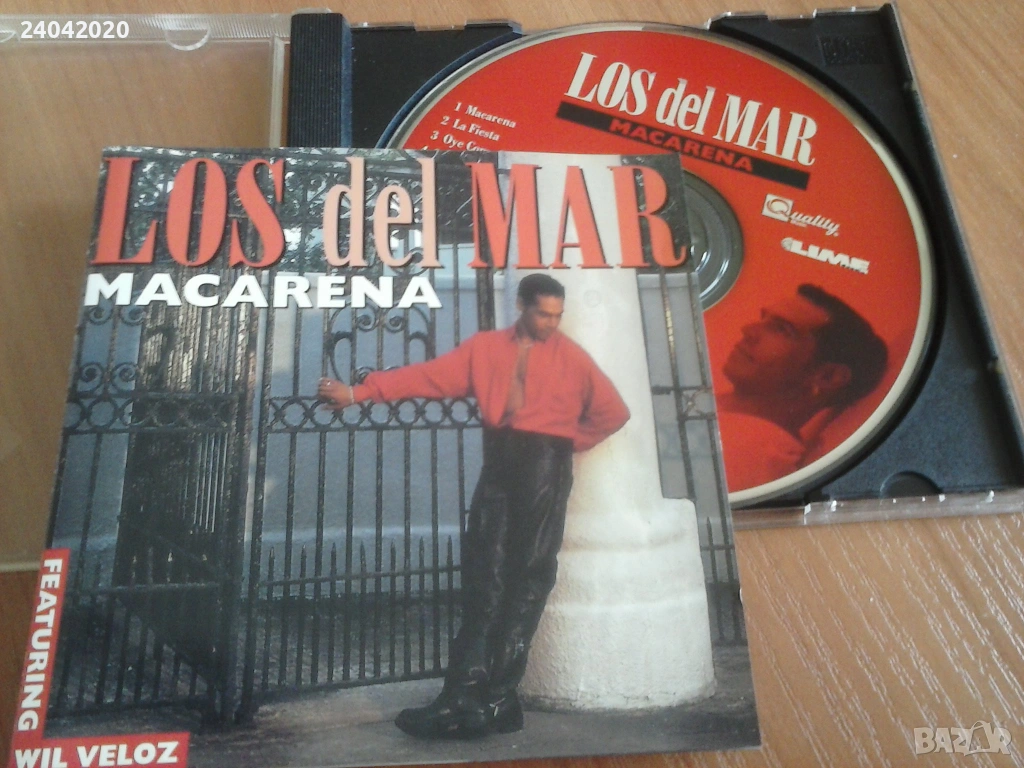 24042020
LOS del MAR
MACARENA
1 Macarena
2 La Fiesta
3 Oye
Quality
LIME
LOS del MAR
MACARENA
FEATURING
WIL VELOZ
BAZAR